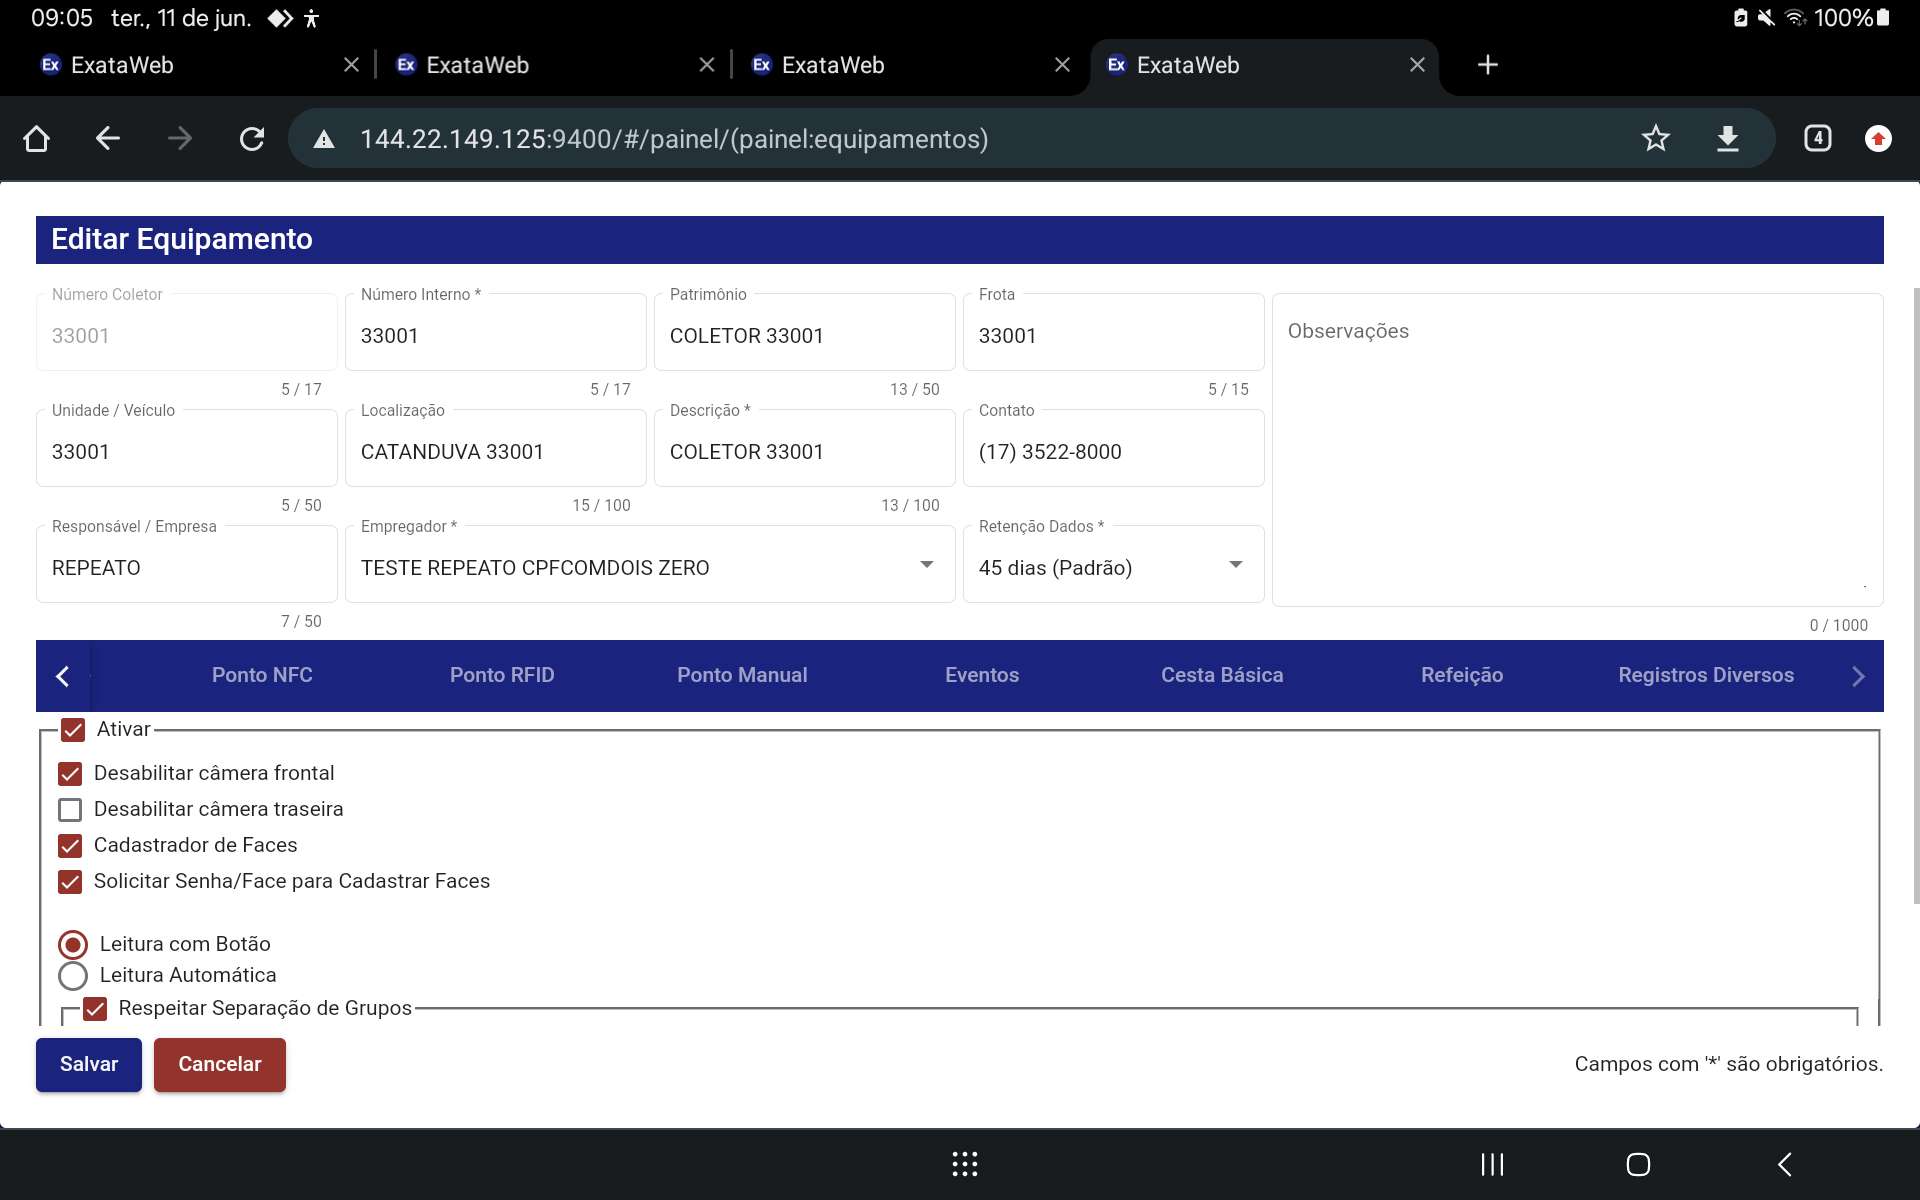 09:05 ter., 11 de jun. 100%
Ex ExataWeb Ex ExataWeb Ex ExataWeb Ex ExataWeb
144.22.149.125:9400/#/painel/(painel:equipamentos) 4
Editar Equipamento
Número Coletor Número Interno * Patrimônio Frota
33001 33001 COLETOR 33001 33001 Observações
5 / 17 5 / 17 13 / 50 5 / 15
Unidade / Veículo Localização Descrição * Contato
33001 CATANDUVA 33001 COLETOR 33001 (17) 3522-8000
5 / 50 15 / 100 13 / 100
Responsável / Empresa Empregador * Retenção Dados *
REPEATO TESTE REPEATO CPFCOMDOIS ZERO 45 dias (Padrão)
7 / 50 0 / 1000
Ponto NFC Ponto RFID Ponto Manual Eventos Cesta Básica Refeição Registros Diversos
Ativar
Desabilitar câmera frontal
Desabilitar câmera traseira
Cadastrador de Faces
Solicitar Senha/Face para Cadastrar Faces
Leitura com Botão
Leitura Automática
Respeitar Separação de Grupos
Salvar Cancelar Campos com '*' são obrigatórios.